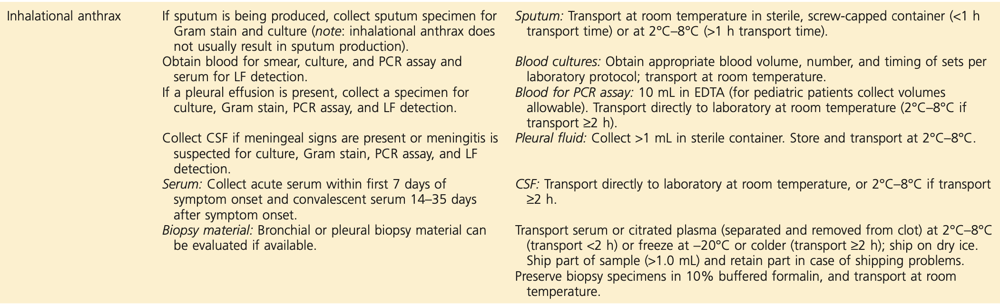 Inhalational anthrax
If sputum is being produced, collect sputum specimen for
Gram stain and culture (note: inhalational anthrax does
not usually result in sputum production).
Obtain blood for smear, culture, and PCR assay and
serum for LF detection.
If a pleural effusion is present, collect a specimen for
culture, Gram stain, PCR assay, and LF detection.
Collect CSF if meningeal signs are present or meningitis is
suspected for culture, Gram stain, PCR assay, and LF
detection.
Serum: Collect acute serum within first 7 days of
symptom onset and convalescent serum 14–35 days
after symptom onset.
Biopsy material: Bronchial or pleural biopsy material can
be evaluated if available.
Sputum: Transport at room temperature in sterile, screw-capped container (<1 h
transport time) or at 2°C–8°C (>1 h transport time).
Blood cultures: Obtain appropriate blood volume, number, and timing of sets per
laboratory protocol; transport at room temperature.
Blood for PCR assay: 10 mL in EDTA (for pediatric patients collect volumes
allowable). Transport directly to laboratory at room temperature (2°C–8°C if
transport ≥2 h).
Pleural fluid: Collect >1 mL in sterile container. Store and transport at 2°C–8°C.
CSF: Transport directly to laboratory at room temperature, or 2°C–8°C if transport
≥2 h.
Transport serum or citrated plasma (separated and removed from clot) at 2°C–8°C
(transport <2 h) or freeze at –20°C or colder (transport ≥2 h); ship on dry ice.
Ship part of sample (>1.0 mL) and retain part in case of shipping problems.
Preserve biopsy specimens in 10% buffered formalin, and transport at room
temperature.